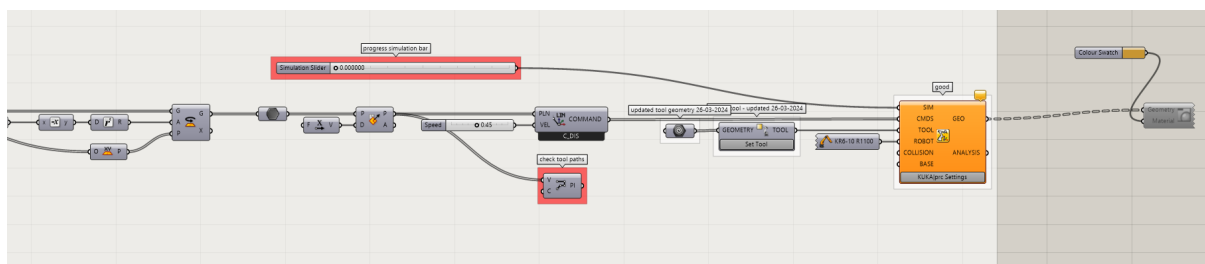 progress simulation bar
Simulation Slider 0.000000
Colour Swatch
good
updated tool geometry 26-03-2024
tool - updated 26-03-2024
x y
D R
G
A
P
G
X
F V
P
D
P
A
Speed 0.45
PLN
VEL
LIN
COMMAND
C_DIS
GEOMETRY TOOL
Set Tool
KR6-10 R1100
SIM
CMDS
TOOL
ROBOT
COLLISION
BASE
GEO
ANALYSIS
KUKA|prc Settings
Geometry
Material
O XY P
check tool paths
V
C
Pl